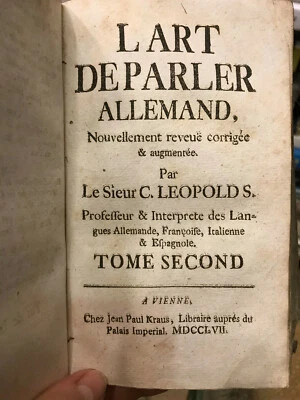 L'ART
DE PARLER
ALLEMAND,
Nouvellement reveuë corrigée
& augmentée.
Par
Le Sieur C. LEOPOLD S.
Professeur & Interprete des Lan-
gues Allemande, Françoise, Italienne
& Espagnole.
TOME SECOND
A VIENNE,
Chez Jean Paul Kraus, Libraire auprés du
Palais Imperial. MDCCLVII.